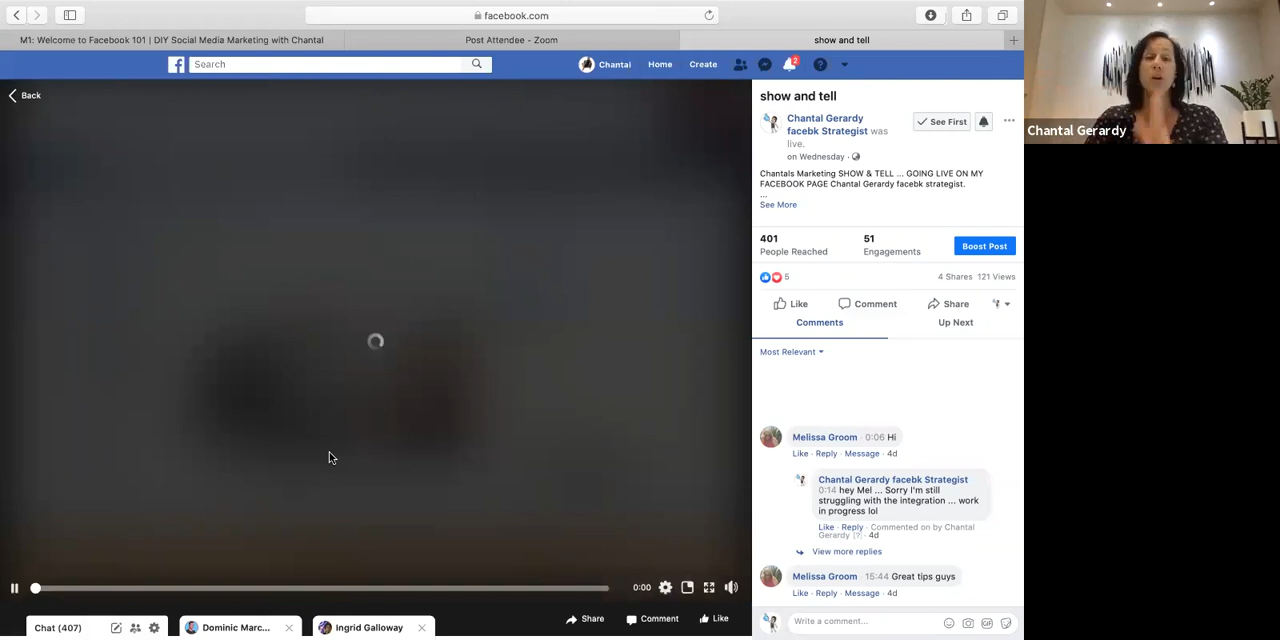 facebook.com
M1: Welcome to Facebook 101 | DIY Social Media Marketing with Chantal
Post Attendee - Zoom
show and tell
Search
Chantal
Home
Create
2
Back
show and tell
Chantal Gerardy
facebk Strategist was
live.
on Wednesday ·
See First
Chantals Marketing SHOW & TELL ... GOING LIVE ON MY
FACEBOOK PAGE Chantal Gerardy facebk strategist.
...
See More
401
People Reached
51
Engagements
Boost Post
5
4 Shares 121 Views
Like
Comment
Share
Comments
Up Next
Most Relevant
Melissa Groom · 0:06 Hi
Like · Reply · Message · 4d
Chantal Gerardy facebk Strategist
0:14 hey Mel ... Sorry I'm still
struggling with the integration ... work
in progress lol
Like · Reply · Commented on by Chantal
Gerardy [?] · 4d
View more replies
Melissa Groom · 15:44 Great tips guys
Like · Reply · Message · 4d
Write a comment...
0:00
Share
Comment
Like
Chat (407)
Dominic Marc...
Ingrid Galloway
Chantal Gerardy